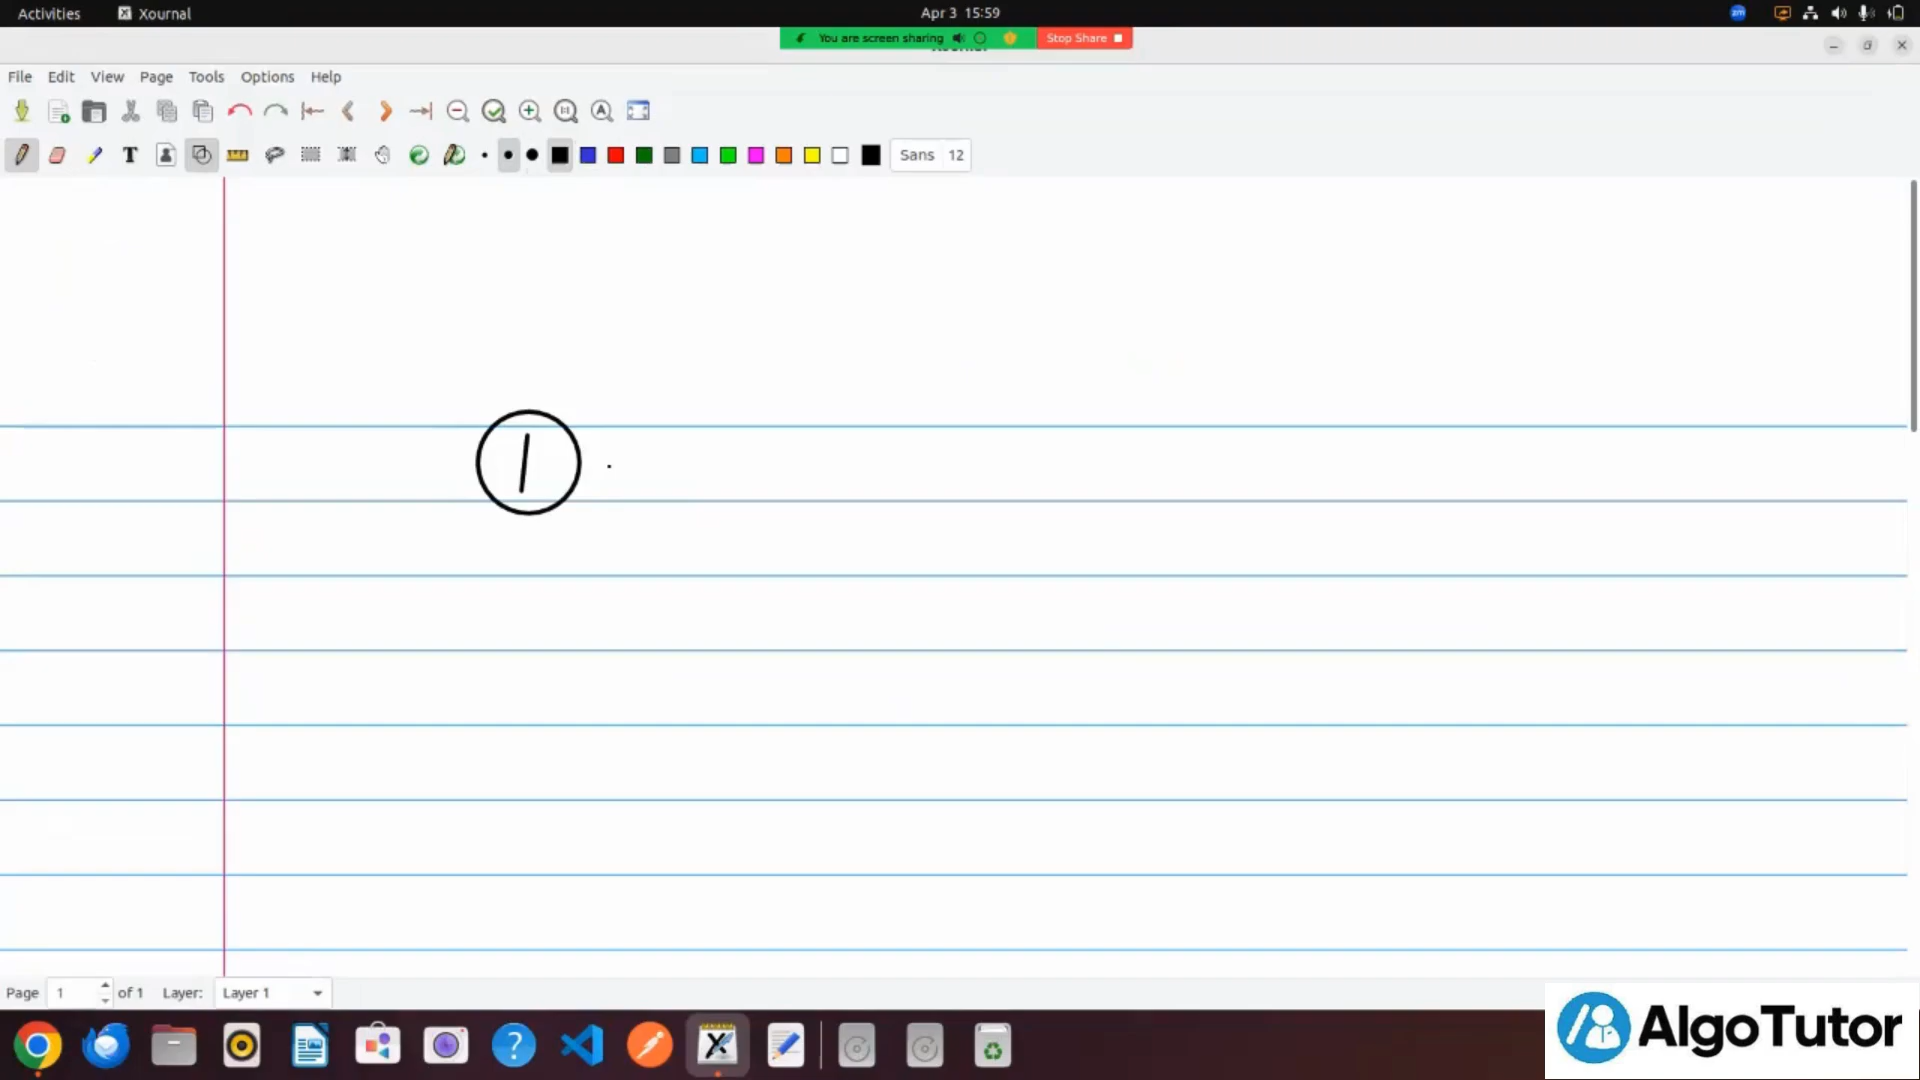 Activities Xournal Apr 3 15:59 zm
You are screen sharing Stop Share
File Edit View Page Tools Options Help
T Sans 12
1
Page 1 of 1 Layer: Layer 1
AlgoTutor